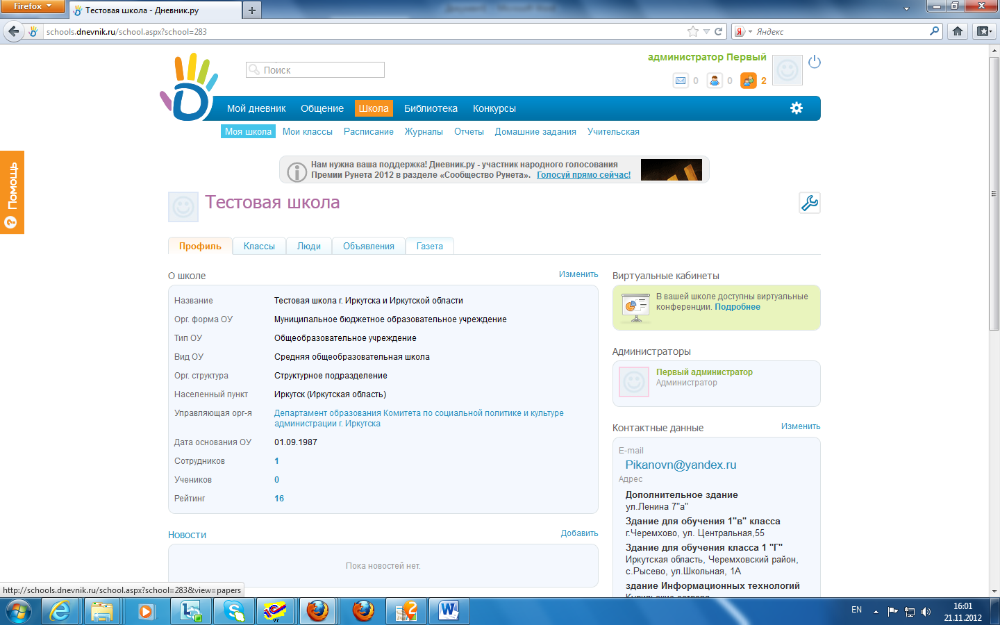 Firefox
Тестовая школа - Дневник.ру
schools.dnevnik.ru/school.aspx?school=283
Яндекс
администратор Первый
Поиск
0 0 2
Мой дневник Общение Школа Библиотека Конкурсы
Моя школа Мои классы Расписание Журналы Отчеты Домашние задания Учительская
Помощь
Нам нужна ваша поддержка! Дневник.ру - участник народного голосования
Премии Рунета 2012 в разделе «Сообщество Рунета». Голосуй прямо сейчас!
Тестовая школа
Профиль Классы Люди Объявления Газета
О школе Изменить
Название Тестовая школа г. Иркутска и Иркутской области
Орг. форма ОУ Муниципальное бюджетное образовательное учреждение
Тип ОУ Общеобразовательное учреждение
Вид ОУ Средняя общеобразовательная школа
Орг. структура Структурное подразделение
Населенный пункт Иркутск (Иркутская область)
Управляющая орг-я Департамент образования Комитета по социальной политике и культуре
администрации г. Иркутска
Дата основания ОУ 01.09.1987
Сотрудников 1
Учеников 0
Рейтинг 16
Новости Добавить
Пока новостей нет.
Виртуальные кабинеты
В вашей школе доступны виртуальные
конференции. Подробнее
Администраторы
Первый администратор
Администратор
Контактные данные Изменить
E-mail
Pikanovn@yandex.ru
Адрес
Дополнительное здание
ул.Ленина 7"а"
Здание для обучения 1"в" класса
г.Черемхово, ул. Центральная,55
Здание для обучения класса 1 "Г"
Иркутская область, Черемховский район,
с.Рысево, ул.Школьная, 1А
здание Информационных технологий
Курильские острова
http://schools.dnevnik.ru/school.aspx?school=283&view=papers
EN
16:01
21.11.2012